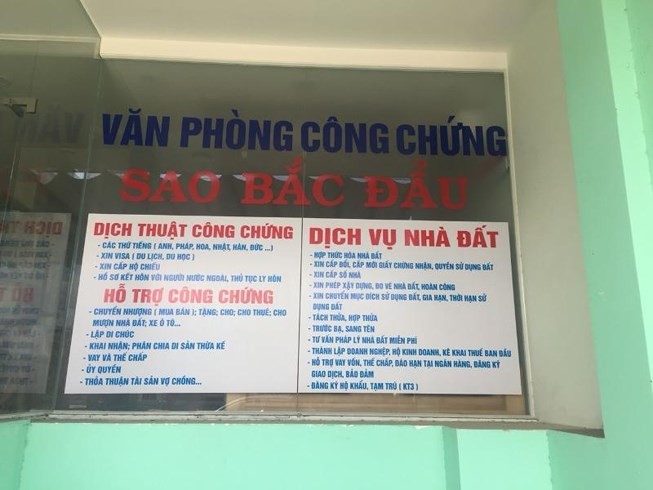 VĂN PHÒNG CÔNG CHỨNG
SAO BẮC ĐẨU
DỊCH THUẬT CÔNG CHỨNG
- CÁC THỨ TIẾNG ( ANH, PHÁP, HOA, NHẬT, HÀN, ĐỨC ...)
- XIN VISA ( DU LỊCH, DU HỌC )
- XIN CẤP HỘ CHIẾU
- HỒ SƠ KẾT HÔN VỚI NGƯỜI NƯỚC NGOÀI, THỦ TỤC LY HÔN
HỖ TRỢ CÔNG CHỨNG
- CHUYỂN NHƯỢNG ( MUA BÁN ); TẶNG; CHO; CHO THUÊ; CHO
MƯỢN NHÀ ĐẤT; XE Ô TÔ...
- LẬP DI CHÚC
- KHAI NHẬN; PHÂN CHIA DI SẢN THỪA KẾ
- VAY VÀ THẾ CHẤP
- ỦY QUYỀN
- THỎA THUẬN TÀI SẢN VỢ CHỒNG...
DỊCH VỤ NHÀ ĐẤT
- HỢP THỨC HÓA NHÀ ĐẤT
- XIN CẤP ĐỔI, CẤP MỚI GIẤY CHỨNG NHẬN, QUYỀN SỬ DỤNG ĐẤT
- XIN CẤP SỐ NHÀ
- XIN PHÉP XÂY DỰNG, ĐO VẼ NHÀ ĐẤT, HOÀN CÔNG
- XIN CHUYỂN MỤC ĐÍCH SỬ DỤNG ĐẤT, GIA HẠN, THỜI HẠN SỬ
DỤNG ĐẤT
- TÁCH THỬA, HỢP THỬA
- TRƯỚC BẠ, SANG TÊN
- TƯ VẤN PHÁP LÝ NHÀ ĐẤT MIỄN PHÍ
- THÀNH LẬP DOANH NGHIỆP, HỘ KINH DOANH, KÊ KHAI THUẾ BAN ĐẦU
- HỖ TRỢ VAY VỐN, THẾ CHẤP, ĐÁO HẠN TẠI NGÂN HÀNG, ĐĂNG KÝ
GIAO DỊCH, BẢO ĐẢM
- ĐĂNG KÝ HỘ KHẨU, TẠM TRÚ ( KT3 )